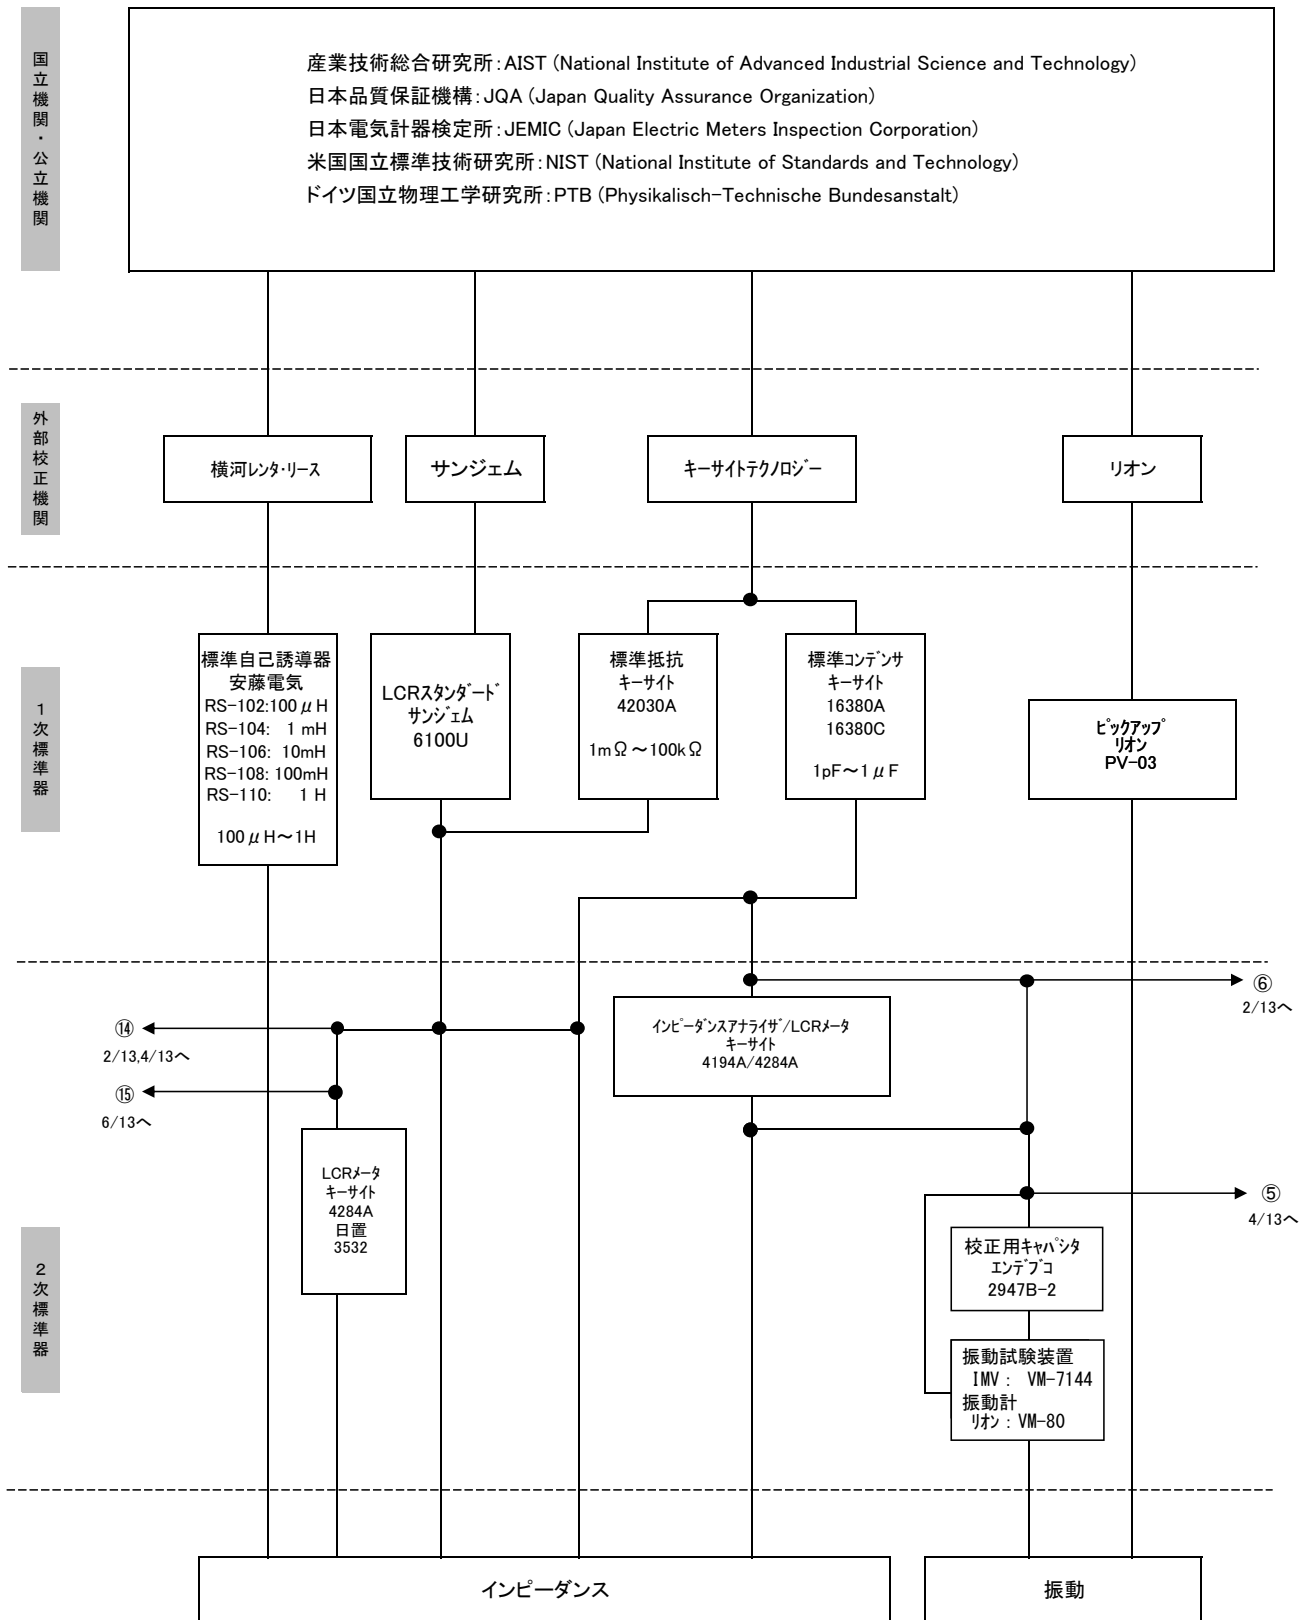 国立機関・公立機関
産業技術総合研究所：AIST (National Institute of Advanced Industrial Science and Technology)
日本品質保証機構：JQA (Japan Quality Assurance Organization)
日本電気計器検定所：JEMIC (Japan Electric Meters Inspection Corporation)
米国国立標準技術研究所：NIST (National Institute of Standards and Technology)
ドイツ国立物理工学研究所：PTB (Physikalisch-Technische Bundesanstalt)
外部校正機関
横河ﾚﾝﾀ･ﾘｰｽ
サンジェム
ｷｰｻｲﾄﾃｸﾉﾛｼﾞｰ
リオン
1次標準器
標準自己誘導器
安藤電気
RS-102:100μH
RS-104: 1 mH
RS-106: 10mH
RS-108: 100mH
RS-110: 1 H
100μH～1H
LCRｽﾀﾝﾀﾞｰﾄﾞ
ｻﾝｼﾞｪﾑ
6100U
標準抵抗
ｷｰｻｲﾄ
42030A
1mΩ～100kΩ
標準ｺﾝﾃﾞﾝｻ
ｷｰｻｲﾄ
16380A
16380C
1pF～1μF
ﾋﾟｯｸｱｯﾌﾟ
ﾘｵﾝ
PV-03
⑥
2/13へ
⑭
2/13,4/13へ
⑮
6/13へ
ｲﾝﾋﾟｰﾀﾞﾝｽｱﾅﾗｲｻﾞ/LCRﾒｰﾀ
ｷｰｻｲﾄ
4194A/4284A
⑤
4/13へ
2次標準器
LCRﾒｰﾀ
ｷｰｻｲﾄ
4284A
日置
3532
校正用ｷｬﾊﾟｼﾀ
ｴﾝﾃﾞﾌﾞｺ
2947B-2
振動試験装置
IMV： VM-7144
振動計
ﾘｵﾝ：VM-80
インピーダンス
振動